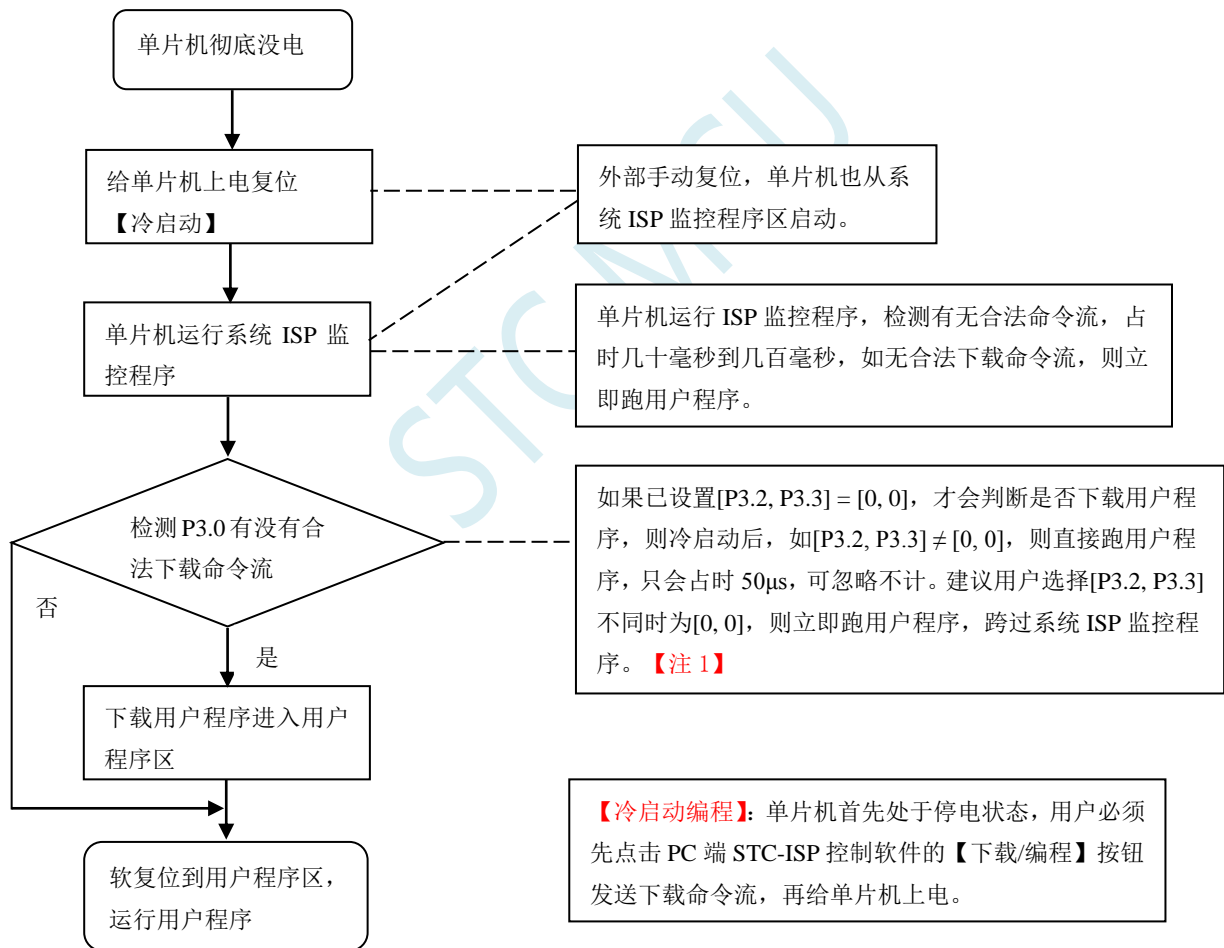 单片机彻底没电
给单片机上电复位
【冷启动】
外部手动复位，单片机也从系
统 ISP 监控程序区启动。
单片机运行系统 ISP 监
控程序
单片机运行 ISP 监控程序，检测有无合法命令流，占
时几十毫秒到几百毫秒，如无合法下载命令流，则立
即跑用户程序。
检测 P3.0 有没有合
法下载命令流
如果已设置[P3.2, P3.3] = [0, 0]，才会判断是否下载用户程
序，则冷启动后，如[P3.2, P3.3] ≠ [0, 0]，则直接跑用户程
序，只会占时 50μs，可忽略不计。建议用户选择[P3.2, P3.3]
不同时为[0, 0]，则立即跑用户程序，跨过系统 ISP 监控程
序。【注 1】
否
是
下载用户程序进入用户
程序区
软复位到用户程序区，
运行用户程序
【冷启动编程】：单片机首先处于停电状态，用户必须
先点击 PC 端 STC-ISP 控制软件的【下载/编程】按钮
发送下载命令流，再给单片机上电。
STC MCU